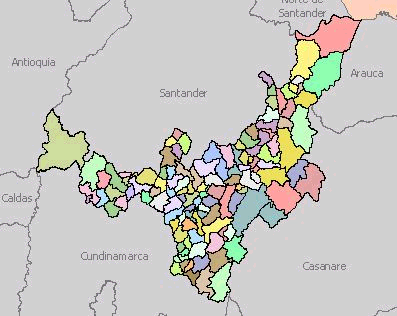 Norte de
Santander
Antioquia
Arauca
Santander
Caldas
Cundinamarca
Casanare